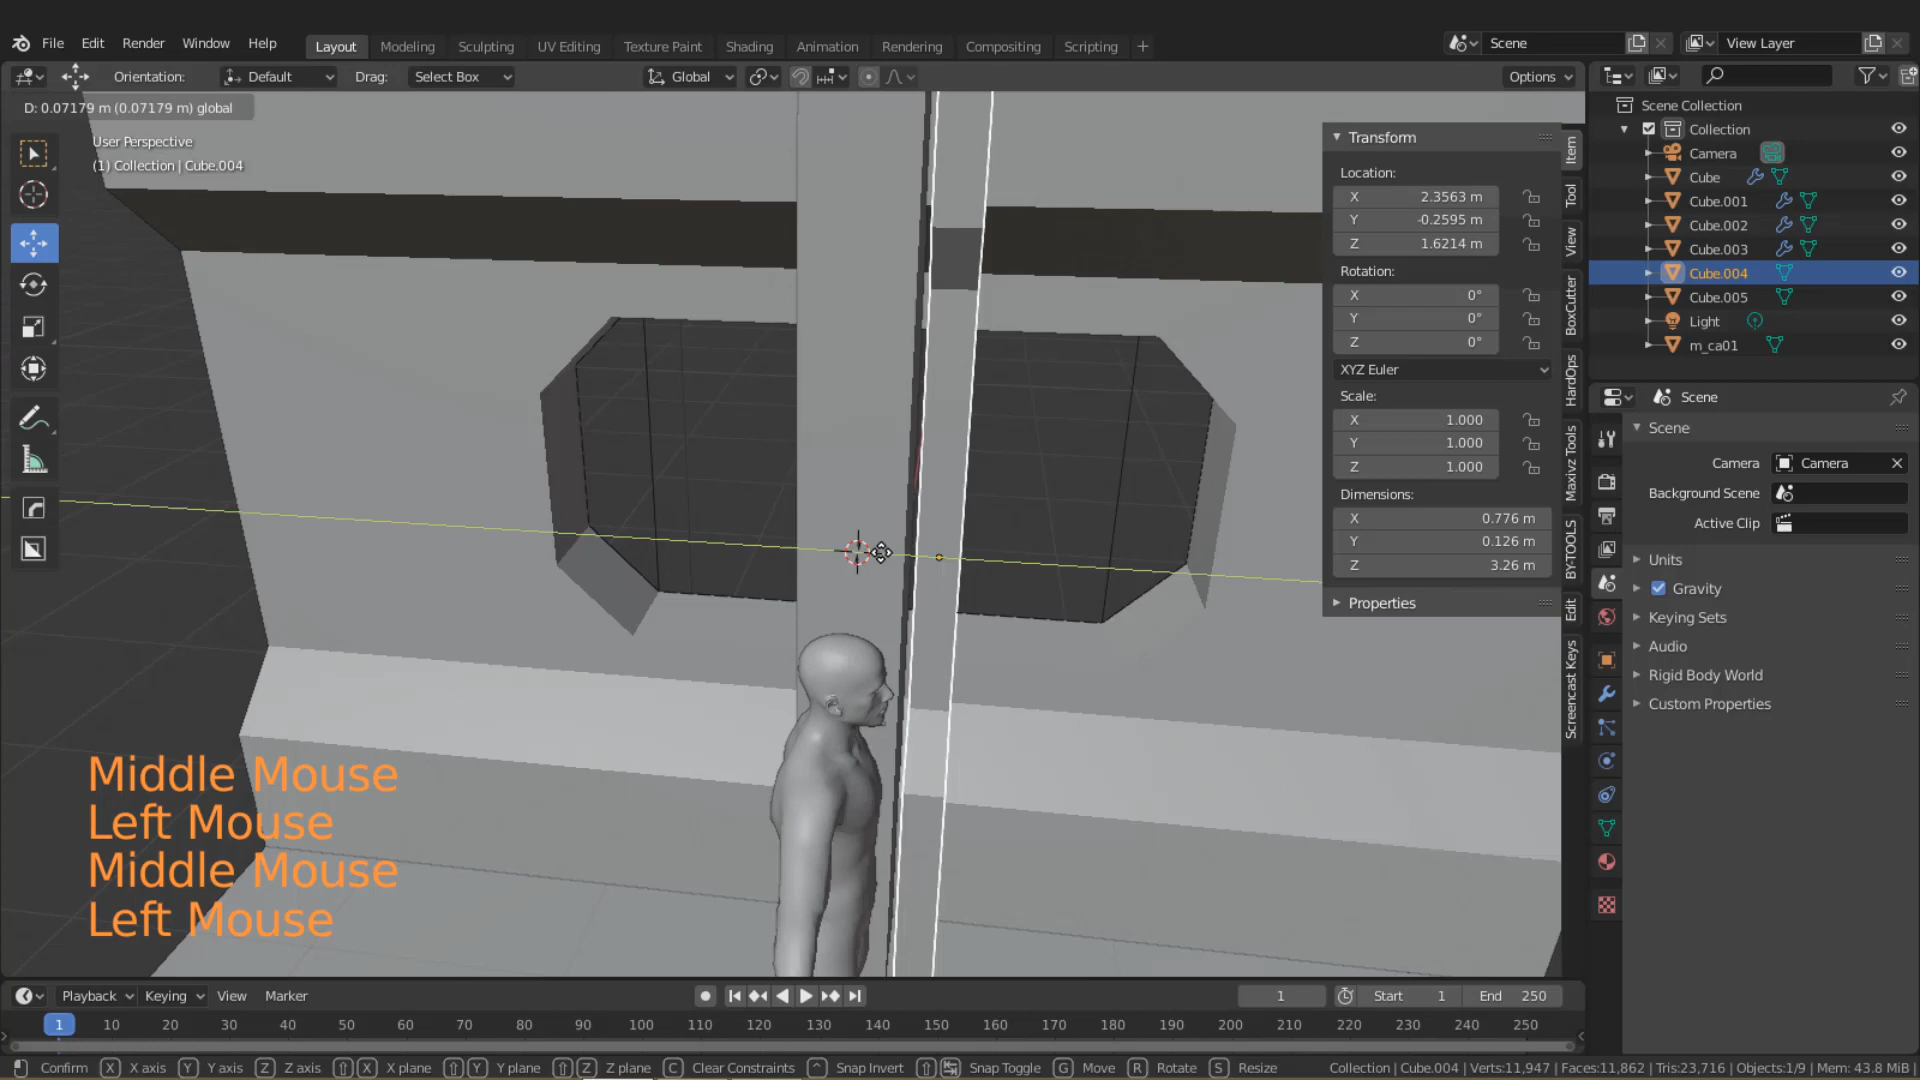 File Edit Render Window Help Layout Modeling Sculpting UV Editing Texture Paint Shading Animation Rendering Compositing Scripting + Scene View Layer
Orientation: Default Drag: Select Box Global Options
D: 0.07179 m (0.07179 m) global
User Perspective
(1) Collection | Cube.004
Transform
Location:
X 2.3563 m
Y -0.2595 m
Z 1.6214 m
Rotation:
X 0°
Y 0°
Z 0°
XYZ Euler
Scale:
X 1.000
Y 1.000
Z 1.000
Dimensions:
X 0.776 m
Y 0.126 m
Z 3.26 m
Properties
Item
Tool
View
BoxCutter
HardOps
Maxivz Tools
BY-TOOLS
Edit
Screencast Keys
Scene Collection
Collection
Camera
Cube
Cube.001
Cube.002
Cube.003
Cube.004
Cube.005
Light
m_ca01
Scene
Scene
Camera Camera
Background Scene
Active Clip
Units
Gravity
Keying Sets
Audio
Rigid Body World
Custom Properties
Middle Mouse
Left Mouse
Middle Mouse
Left Mouse
Playback Keying View Marker 1 Start 1 End 250
1 10 20 30 40 50 60 70 80 90 100 110 120 130 140 150 160 170 180 190 200 210 220 230 240 250
Confirm X X axis Y Y axis Z Z axis X X plane Y Y plane Z Z plane C Clear Constraints Snap Invert Snap Toggle G Move R Rotate S Resize Collection | Cube.004 | Verts:11,947 | Faces:11,862 | Tris:23,716 | Objects:1/9 | Mem: 43.8 MiB |